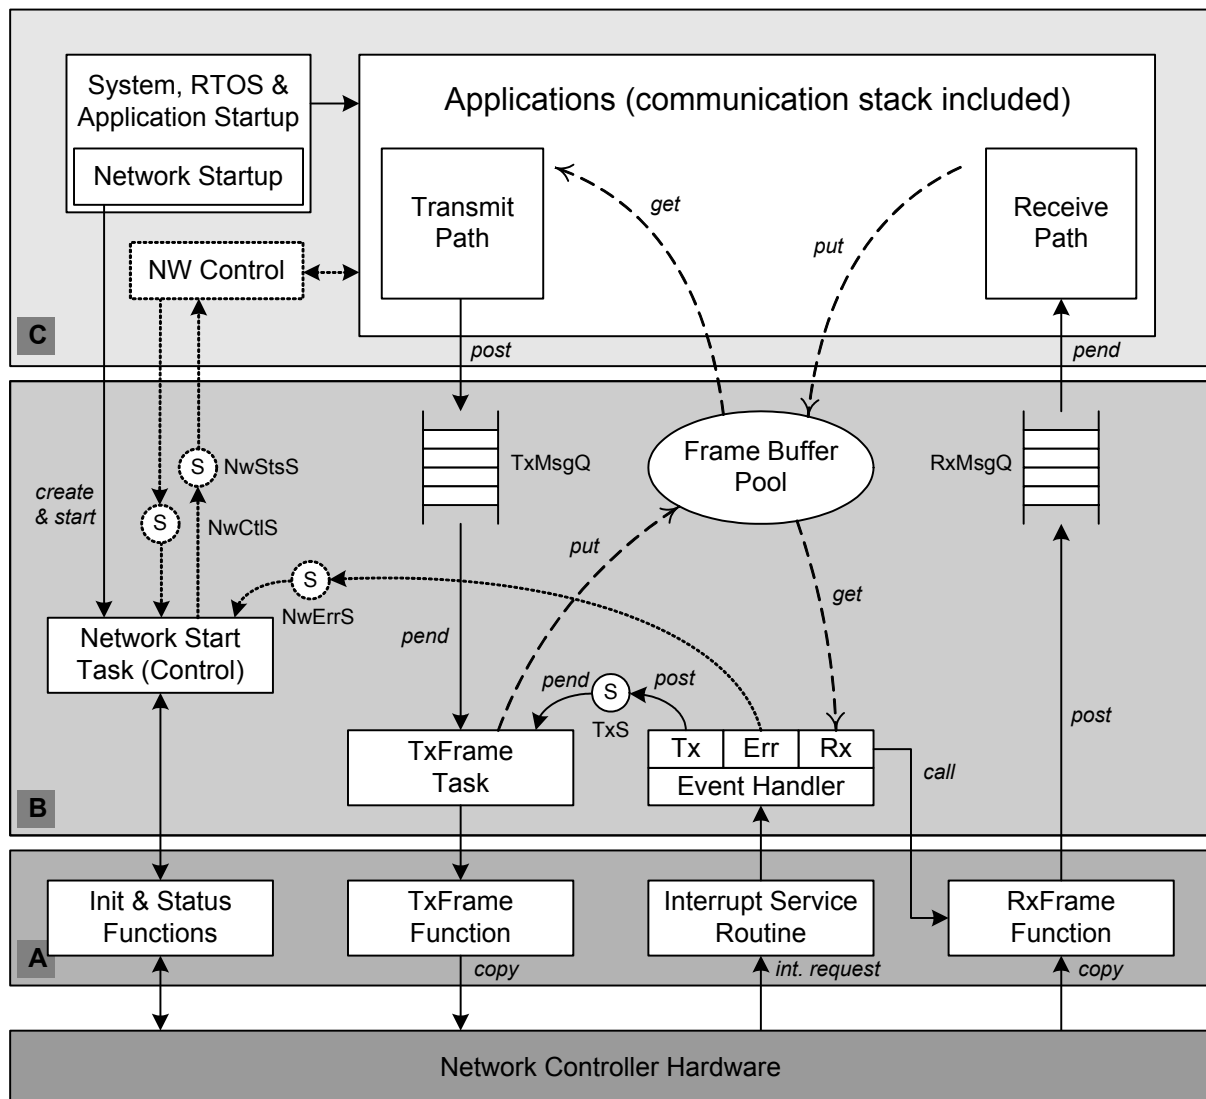 System, RTOS &
Application Startup
Network Startup
Applications (communication stack included)
Transmit
Path
get
put
Receive
Path
NW Control
C
post
pend
S
NwStsS
S
NwCtlS
create
& start
TxMsgQ
Frame Buffer
Pool
RxMsgQ
put
get
S
NwErrS
Network Start
Task (Control)
pend
pend
S
post
TxS
post
TxFrame
Task
Tx
Err
Rx
Event Handler
call
B
Init & Status
Functions
TxFrame
Function
Interrupt Service
Routine
RxFrame
Function
A
copy
int. request
copy
Network Controller Hardware